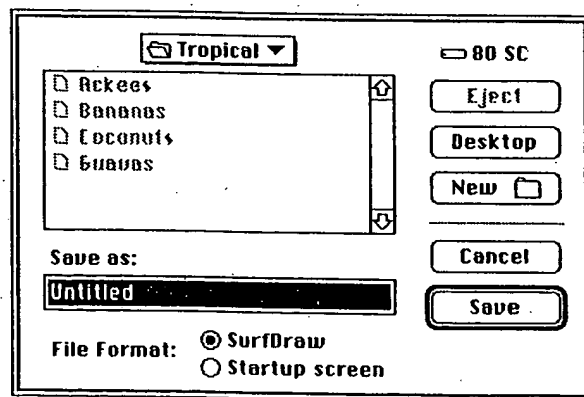 Tropical
80 SC
Ackees
Bananas
Coconuts
Guavas
Eject
Desktop
New
Save as:
Untitled
Cancel
Save
File Format:
SurfDraw
Startup screen